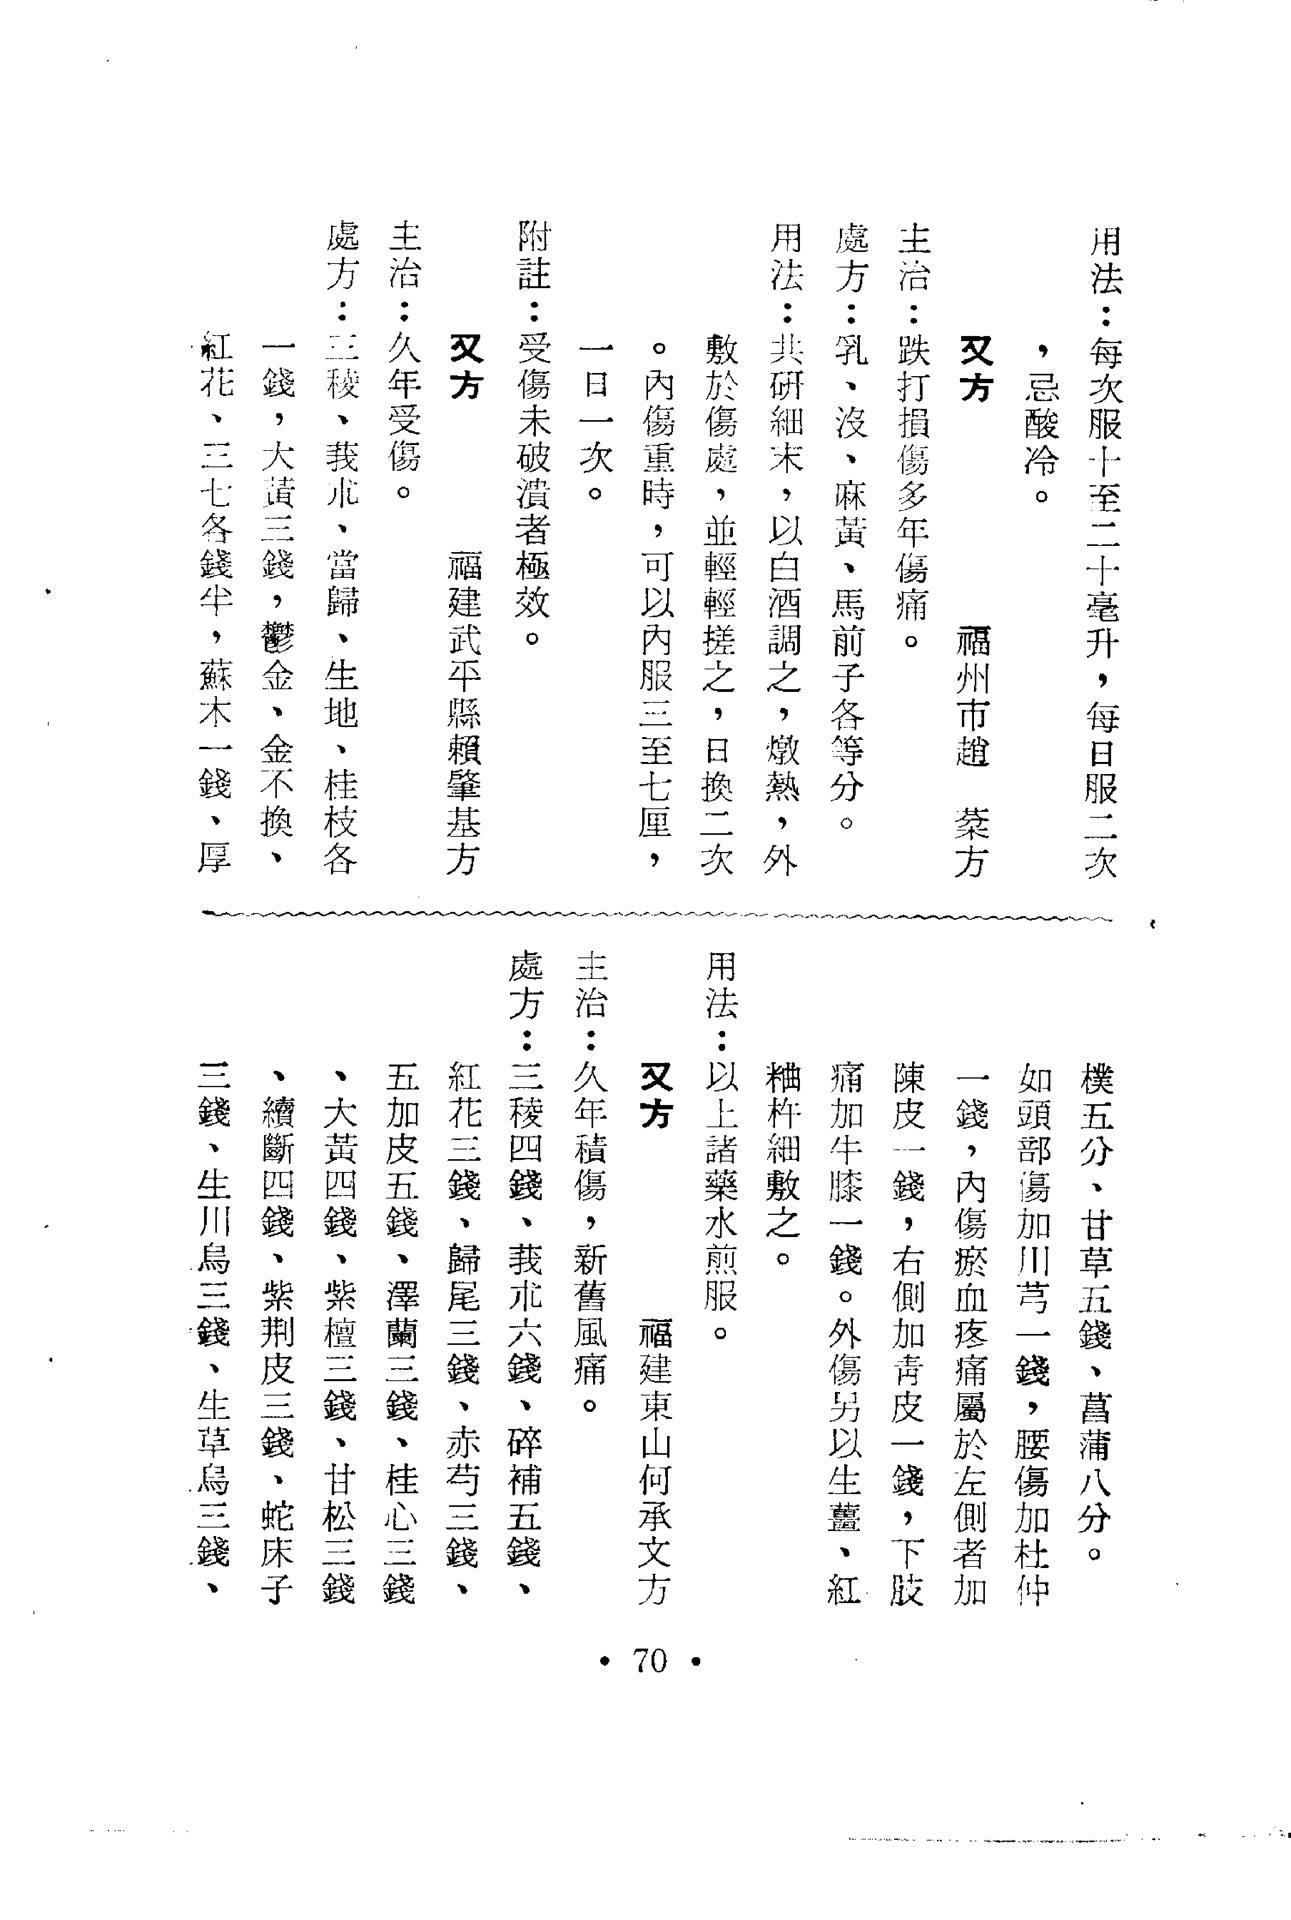 用法：每次服十至二十毫升，每日服二次
，忌酸冷。
又方　福州市趙　棻方
主治：跌打損傷多年傷痛。
處方：乳、沒、麻黃、馬前子各等分。
用法：共研細末，以白酒調之，燉熱，外
敷於傷處，並輕輕搓之，日換二次
。內傷重時，可以內服三至七厘，
一日一次。
附註：受傷未破潰者極效。
又方　福建武平縣賴肇基方
主治：久年受傷。
處方：三稜、莪朮、當歸、生地、桂枝各
一錢，大黃三錢，鬱金、金不換、
紅花、三七各錢半，蘇木一錢、厚
樸五分、甘草五錢、菖蒲八分。
如頭部傷加川芎一錢，腰傷加杜仲
一錢，內傷瘀血疼痛屬於左側者加
陳皮一錢，右側加青皮一錢，下肢
痛加牛膝一錢。外傷另以生薑、紅
粬杵細敷之。
用法：以上諸藥水煎服。
又方　福建東山何承文方
主治：久年積傷，新舊風痛。
處方：三稜四錢、莪朮六錢、碎補五錢、
紅花三錢、歸尾三錢、赤芍三錢、
五加皮五錢、澤蘭三錢、桂心三錢
、大黃四錢、紫檀三錢、甘松三錢
、續斷四錢、紫荆皮三錢、蛇床子
三錢、生川烏三錢、生草烏三錢、
• 70 •